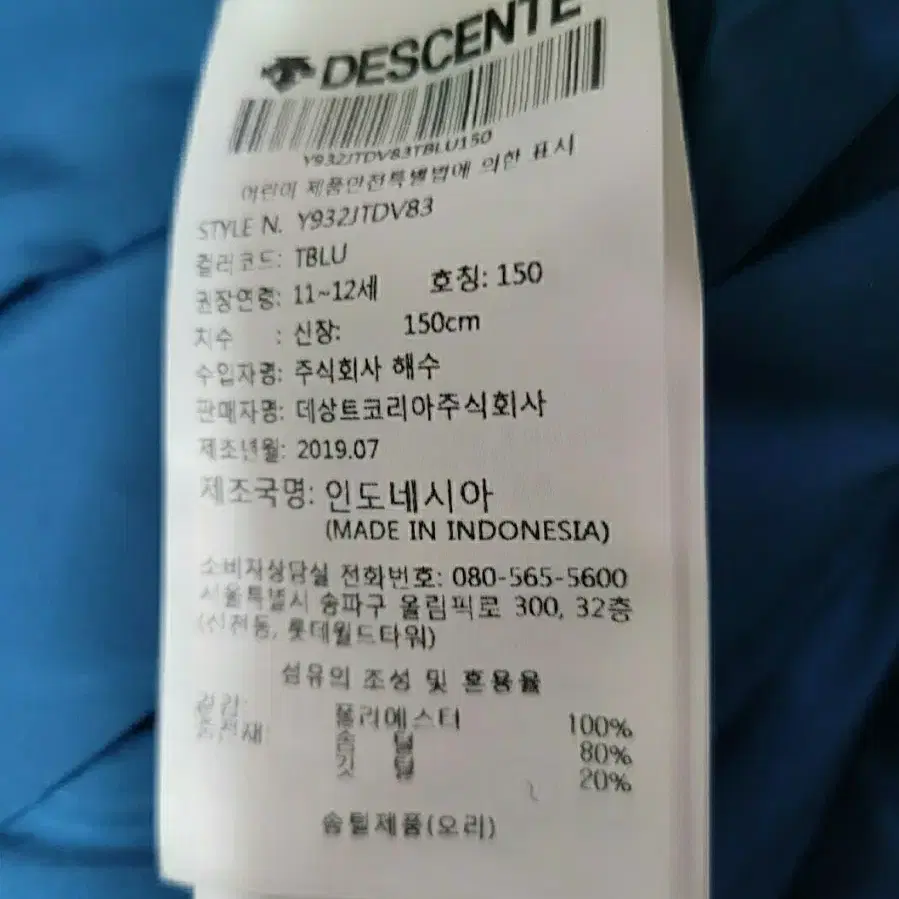 DESCENTE
Y932JTDV83TBLU150
어린이 제품안전특별법에 의한 표시
STYLE N. Y932JTDV83
컬러코드: TBLU
권장연령: 11~12세 호칭: 150
치수 : 신장: 150cm
수입자명: 주식회사 해수
판매자명: 데상트코리아주식회사
제조년월: 2019.07
제조국명: 인도네시아
(MADE IN INDONESIA)
소비자상담실 전화번호: 080-565-5600
서울특별시 송파구 올림픽로 300, 32층
(신천동, 롯데월드타워)
섬유의 조성 및 혼용율
겉감: 폴리에스터 100%
충전재: 솜 털 80%
깃 털 20%
솜털제품(오리)